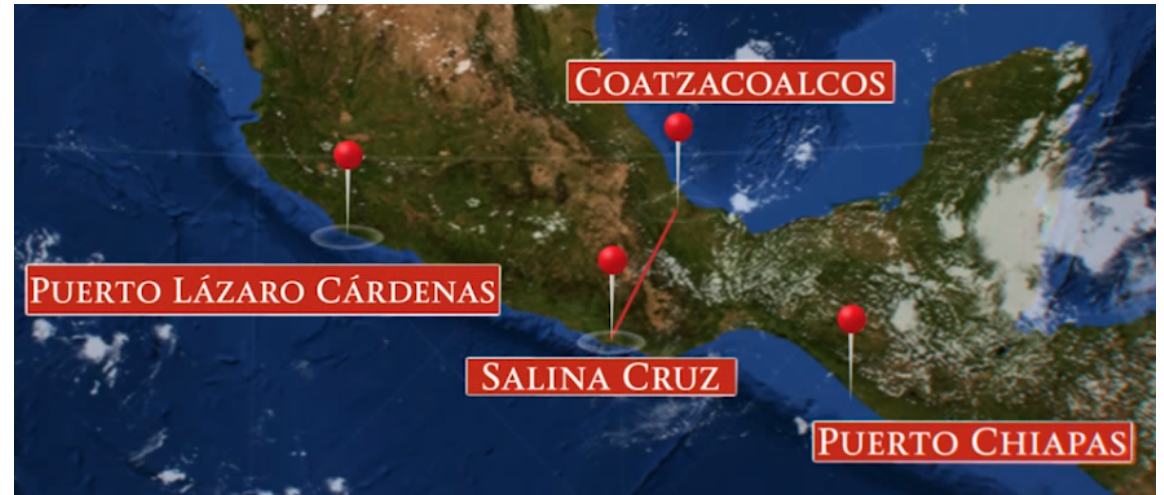 COATZACOALCOS
PUERTO LÁZARO CÁRDENAS
SALINA CRUZ
PUERTO CHIAPAS